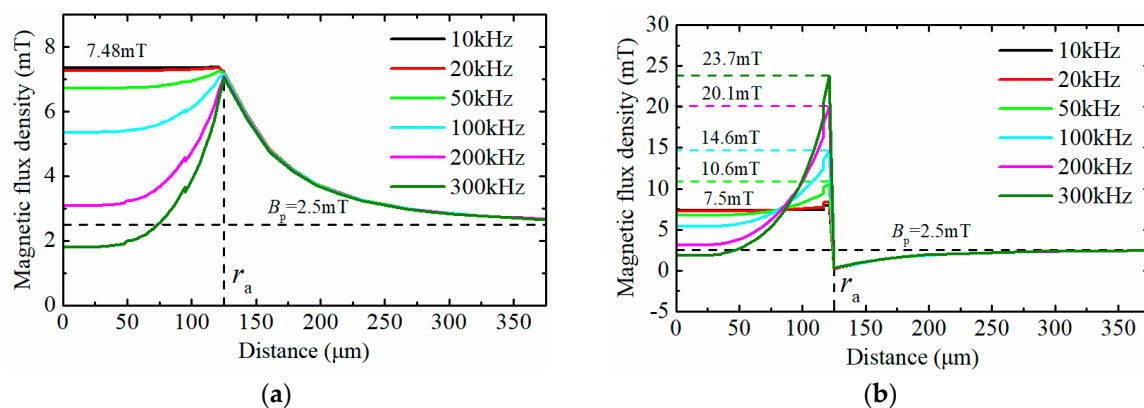 Magnetic flux density (mT)
8
6
4
2
0
7.48mT
10kHz
20kHz
50kHz
100kHz
200kHz
300kHz
Bp=2.5mT
ra
0 50 100 150 200 250 300 350
Distance (μm)
(a)
Magnetic flux density (mT)
30
25
20
15
10
5
0
-5
23.7mT
20.1mT
14.6mT
10.6mT
7.5mT
10kHz
20kHz
50kHz
100kHz
200kHz
300kHz
Bp=2.5mT
ra
0 50 100 150 200 250 300 350
Distance (μm)
(b)